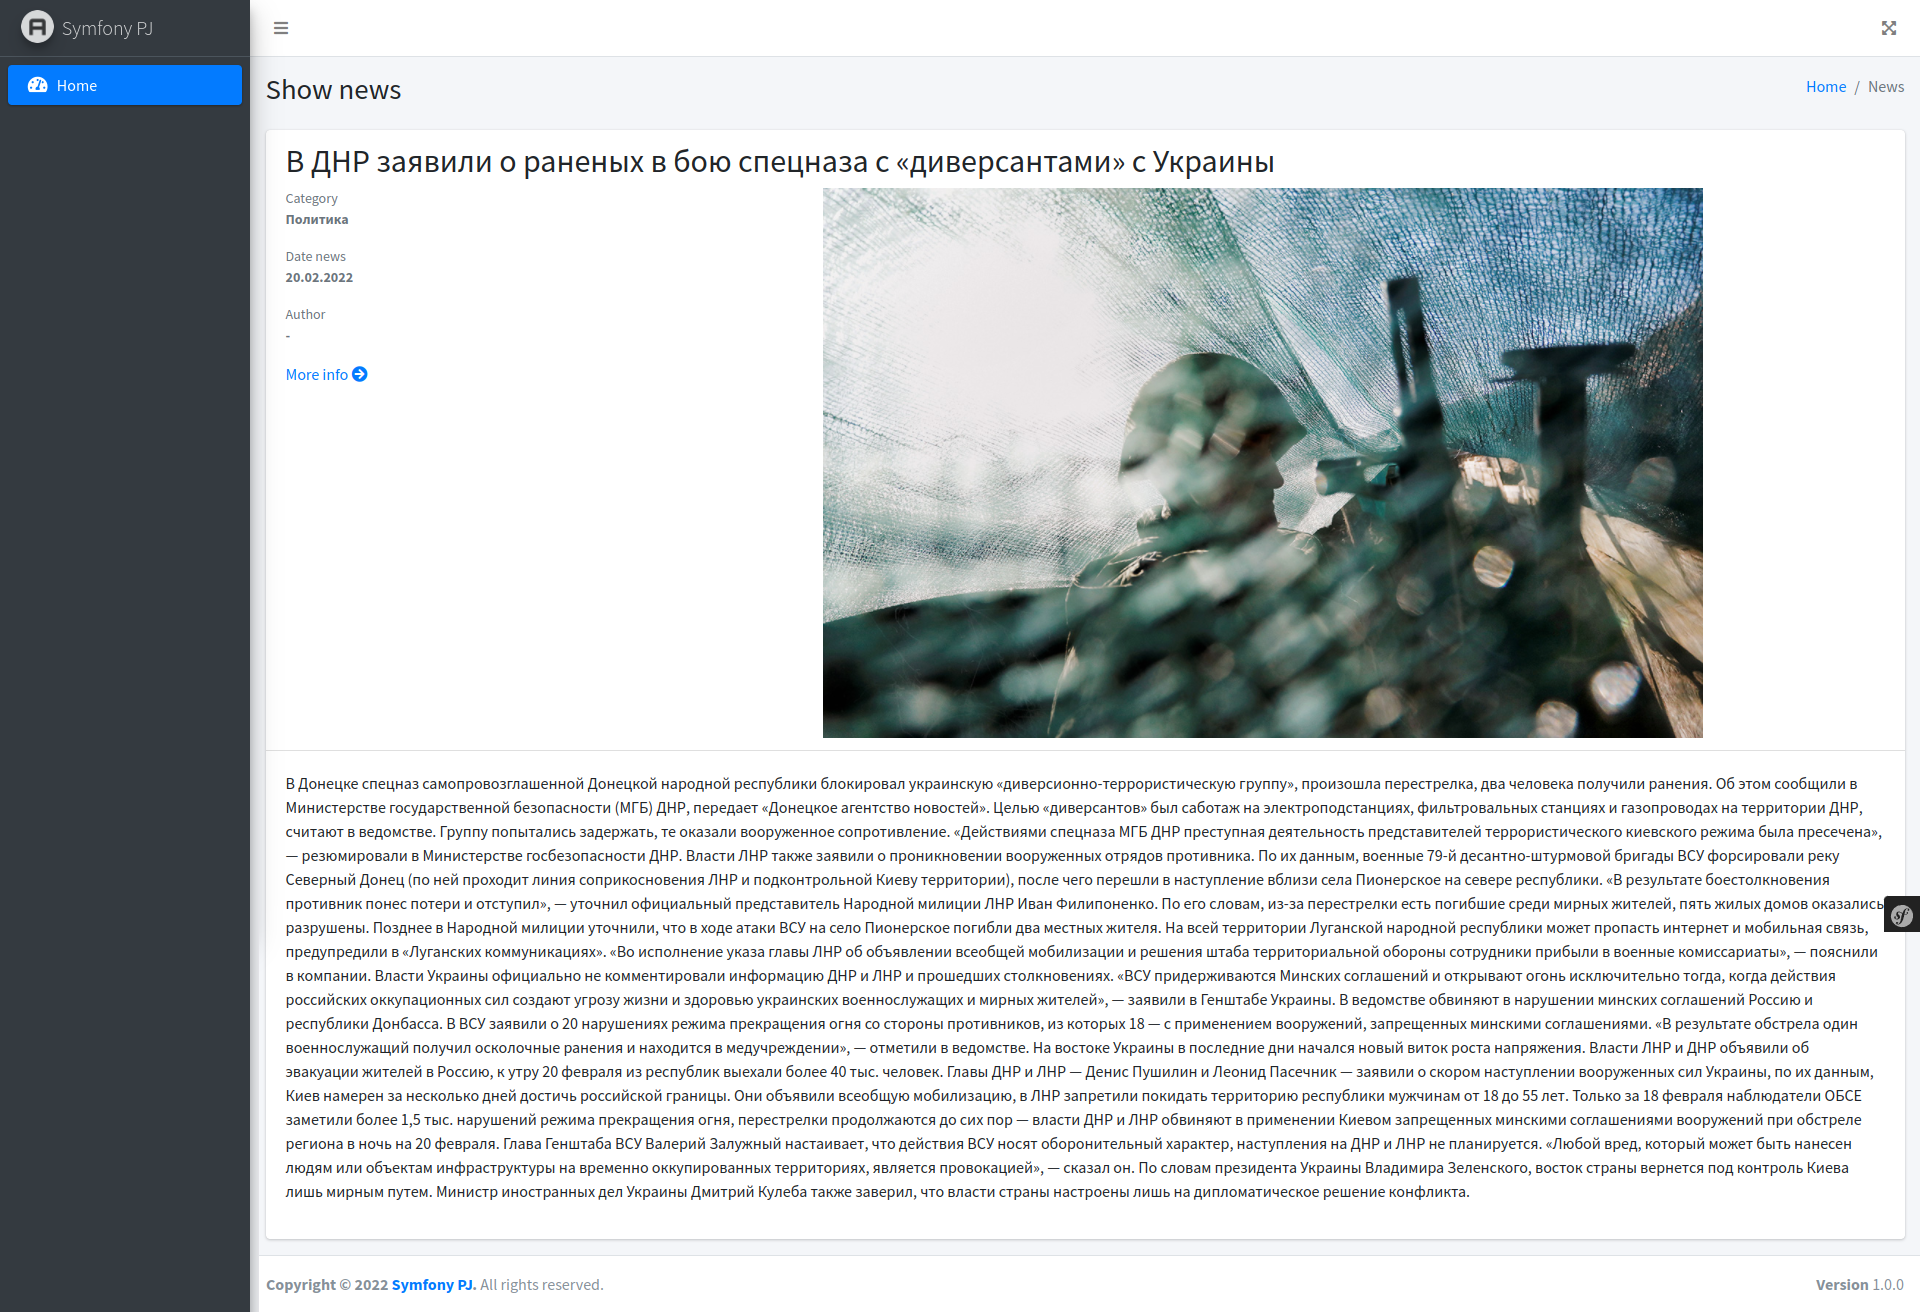 Symfony PJ
Home
Show news
Home / News
В ДНР заявили о раненых в бою спецназа с «диверсантами» с Украины
Category
Политика
Date news
20.02.2022
Author
-
More info
В Донецке спецназ самопровозглашенной Донецкой народной республики блокировал украинскую «диверсионно-террористическую группу», произошла перестрелка, два человека получили ранения. Об этом сообщили в
Министерстве государственной безопасности (МГБ) ДНР, передает «Донецкое агентство новостей». Целью «диверсантов» был саботаж на электроподстанциях, фильтровальных станциях и газопроводах на территории ДНР,
считают в ведомстве. Группу попытались задержать, те оказали вооруженное сопротивление. «Действиями спецназа МГБ ДНР преступная деятельность представителей террористического киевского режима была пресечена»,
— резюмировали в Министерстве госбезопасности ДНР. Власти ЛНР также заявили о проникновении вооруженных отрядов противника. По их данным, военные 79-й десантно-штурмовой бригады ВСУ форсировали реку
Северный Донец (по ней проходит линия соприкосновения ЛНР и подконтрольной Киеву территории), после чего перешли в наступление вблизи села Пионерское на севере республики. «В результате боестолкновения
противник понес потери и отступил», — уточнил официальный представитель Народной милиции ЛНР Иван Филипоненко. По его словам, из-за перестрелки есть погибшие среди мирных жителей, пять жилых домов оказались
разрушены. Позднее в Народной милиции уточнили, что в ходе атаки ВСУ на село Пионерское погибли два местных жителя. На всей территории Луганской народной республики может пропасть интернет и мобильная связь,
предупредили в «Луганских коммуникациях». «Во исполнение указа главы ЛНР об объявлении всеобщей мобилизации и решения штаба территориальной обороны сотрудники прибыли в военные комиссариаты», — пояснили
в компании. Власти Украины официально не комментировали информацию ДНР и ЛНР и прошедших столкновениях. «ВСУ придерживаются Минских соглашений и открывают огонь исключительно тогда, когда действия
российских оккупационных сил создают угрозу жизни и здоровью украинских военнослужащих и мирных жителей», — заявили в Генштабе Украины. В ведомстве обвиняют в нарушении минских соглашений Россию и
республики Донбасса. В ВСУ заявили о 20 нарушениях режима прекращения огня со стороны противников, из которых 18 — с применением вооружений, запрещенных минскими соглашениями. «В результате обстрела один
военнослужащий получил осколочные ранения и находится в медучреждении», — отметили в ведомстве. На востоке Украины в последние дни начался новый виток роста напряжения. Власти ЛНР и ДНР объявили об
эвакуации жителей в Россию, к утру 20 февраля из республик выехали более 40 тыс. человек. Главы ДНР и ЛНР — Денис Пушилин и Леонид Пасечник — заявили о скором наступлении вооруженных сил Украины, по их данным,
Киев намерен за несколько дней достичь российской границы. Они объявили всеобщую мобилизацию, в ЛНР запретили покидать территорию республики мужчинам от 18 до 55 лет. Только за 18 февраля наблюдатели ОБСЕ
заметили более 1,5 тыс. нарушений режима прекращения огня, перестрелки продолжаются до сих пор — власти ДНР и ЛНР обвиняют в применении Киевом запрещенных минскими соглашениями вооружений при обстреле
региона в ночь на 20 февраля. Глава Генштаба ВСУ Валерий Залужный настаивает, что действия ВСУ носят оборонительный характер, наступления на ДНР и ЛНР не планируется. «Любой вред, который может быть нанесен
людям или объектам инфраструктуры на временно оккупированных территориях, является провокацией», — сказал он. По словам президента Украины Владимира Зеленского, восток страны вернется под контроль Киева
лишь мирным путем. Министр иностранных дел Украины Дмитрий Кулеба также заверил, что власти страны настроены лишь на дипломатическое решение конфликта.
Copyright © 2022 Symfony PJ. All rights reserved.
Version 1.0.0